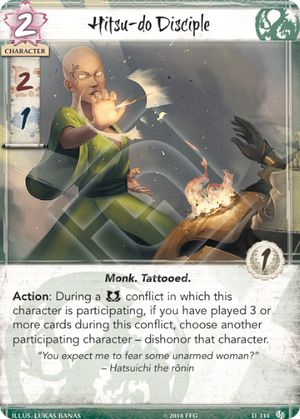 2
Hitsu-do Disciple
CHARACTER
2
1
1
Monk. Tattooed.
Action: During a conflict in which this
character is participating, if you have played 3 or
more cards during this conflict, choose another
participating character – dishonor that character.
“You expect me to fear some unarmed woman?”
– Hatsuichi the rōnin
ILLUS. LUKAS BANAS
©2018 FFG
D 114